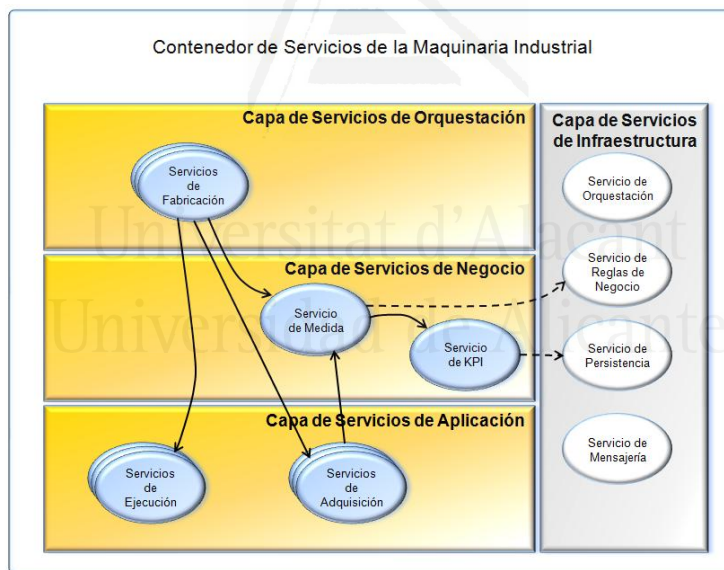 Contenedor de Servicios de la Maquinaria Industrial
Capa de Servicios de Orquestación
Servicios
de
Fabricación
Capa de Servicios de Negocio
Servicio
de Medida
Servicio
de KPI
Capa de Servicios de Aplicación
Servicios
de
Ejecución
Servicios
de
Adquisición
Capa de Servicios
de Infraestructura
Servicio de
Orquestación
Servicio de
Reglas de
Negocio
Servicio de
Persistencia
Servicio de
Mensajería
Universitat d'Alacant
Universidad de Alicante